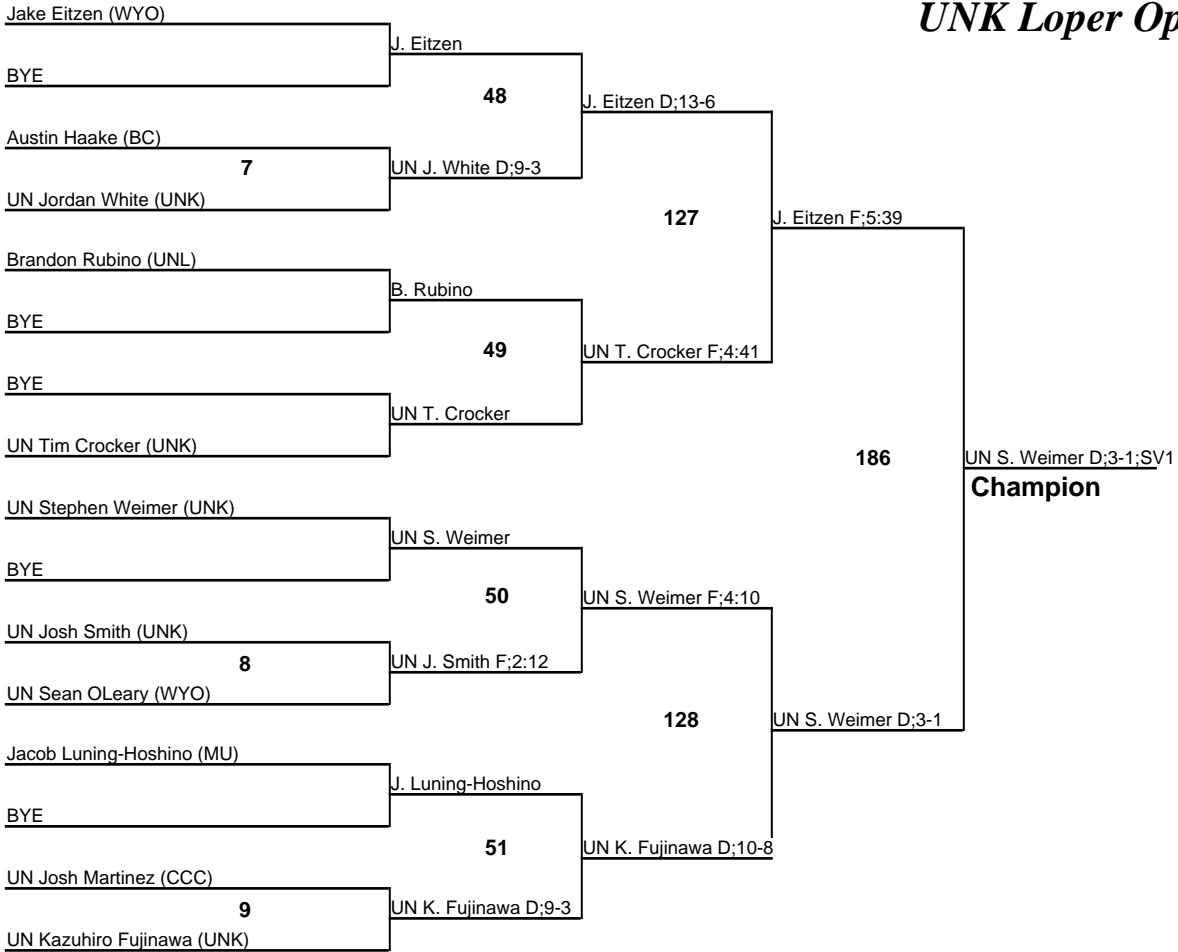 UNK Loper Op
Jake Eitzen (WYO)
J. Eitzen
BYE
48
J. Eitzen D;13-6
Austin Haake (BC)
7
UN J. White D;9-3
UN Jordan White (UNK)
127
J. Eitzen F;5:39
Brandon Rubino (UNL)
B. Rubino
BYE
49
UN T. Crocker F;4:41
BYE
UN T. Crocker
UN Tim Crocker (UNK)
186
UN S. Weimer D;3-1;SV1
Champion
UN Stephen Weimer (UNK)
UN S. Weimer
BYE
50
UN S. Weimer F;4:10
UN Josh Smith (UNK)
8
UN J. Smith F;2:12
UN Sean OLeary (WYO)
128
UN S. Weimer D;3-1
Jacob Luning-Hoshino (MU)
J. Luning-Hoshino
BYE
51
UN K. Fujinawa D;10-8
UN Josh Martinez (CCC)
9
UN K. Fujinawa D;9-3
UN Kazuhiro Fujinawa (UNK)